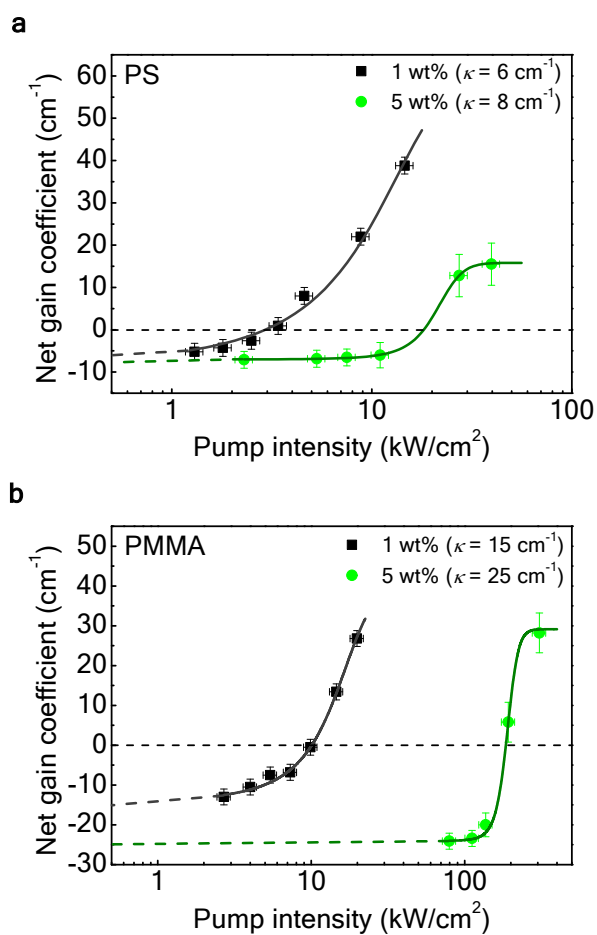 a
PS
1 wt% (κ = 6 cm⁻¹)
5 wt% (κ = 8 cm⁻¹)
Net gain coefficient (cm⁻¹)
60
50
40
30
20
10
0
-10
1 10 100
Pump intensity (kW/cm²)
b
PMMA
1 wt% (κ = 15 cm⁻¹)
5 wt% (κ = 25 cm⁻¹)
Net gain coefficient (cm⁻¹)
50
40
30
20
10
0
-10
-20
-30
1 10 100
Pump intensity (kW/cm²)